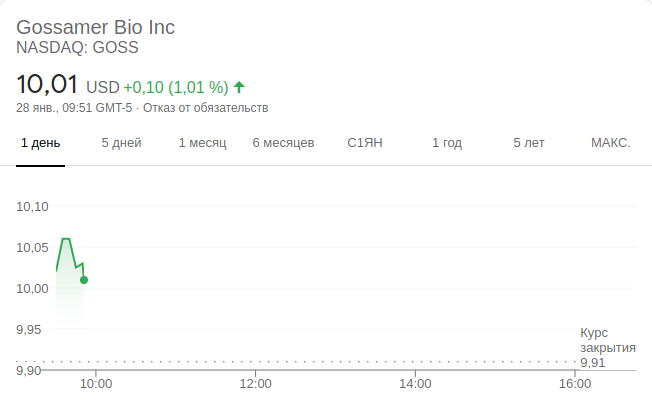 Gossamer Bio Inc
NASDAQ: GOSS
10,01 USD +0,10 (1,01 %)
28 янв., 09:51 GMT-5 · Отказ от обязательств
1 день 5 дней 1 месяц 6 месяцев С1ЯН 1 год 5 лет МАКС.
10,10
10,05
10,00
9,95
Курс
закрытия
9,91
9,90
10:00 12:00 14:00 16:00